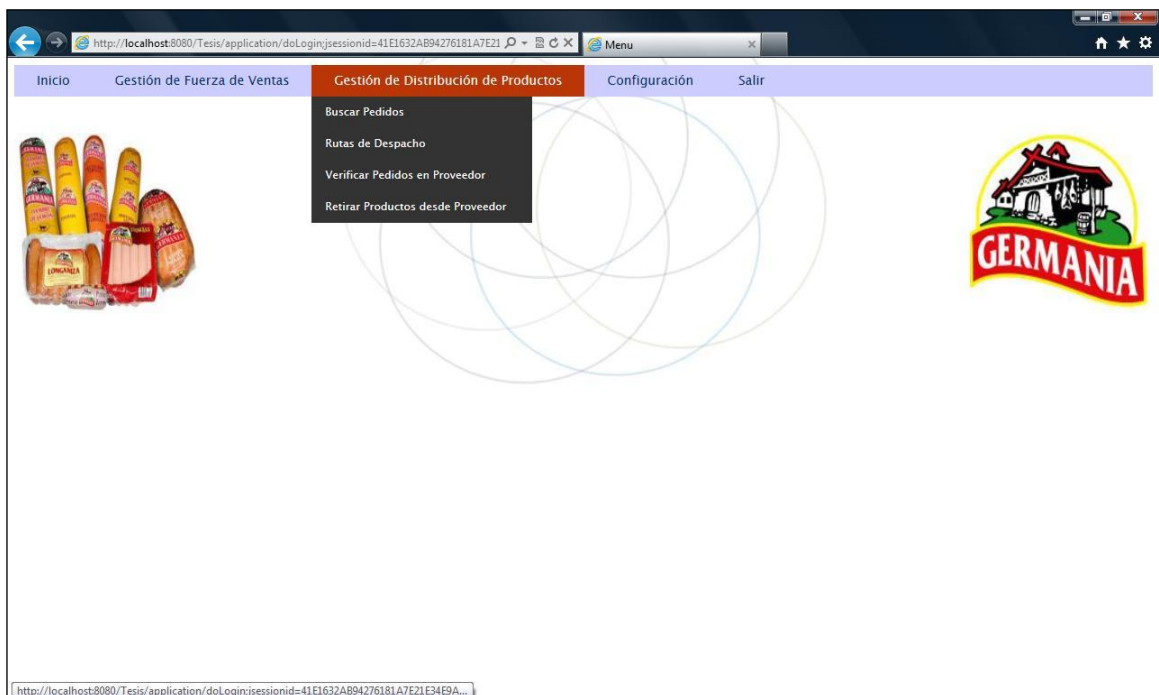 http://localhost:8080/Tesis/application/doLogin;jsessionid=41E1632AB94276181A7E21
Menu
Inicio Gestión de Fuerza de Ventas Gestión de Distribución de Productos Configuración Salir
Buscar Pedidos
Rutas de Despacho
Verificar Pedidos en Proveedor
Retirar Productos desde Proveedor
GERMANIA
LONGANIZA
http://localhost:8080/Tesis/application/doLogin;jsessionid=41E1632AB94276181A7E21E34E9A...